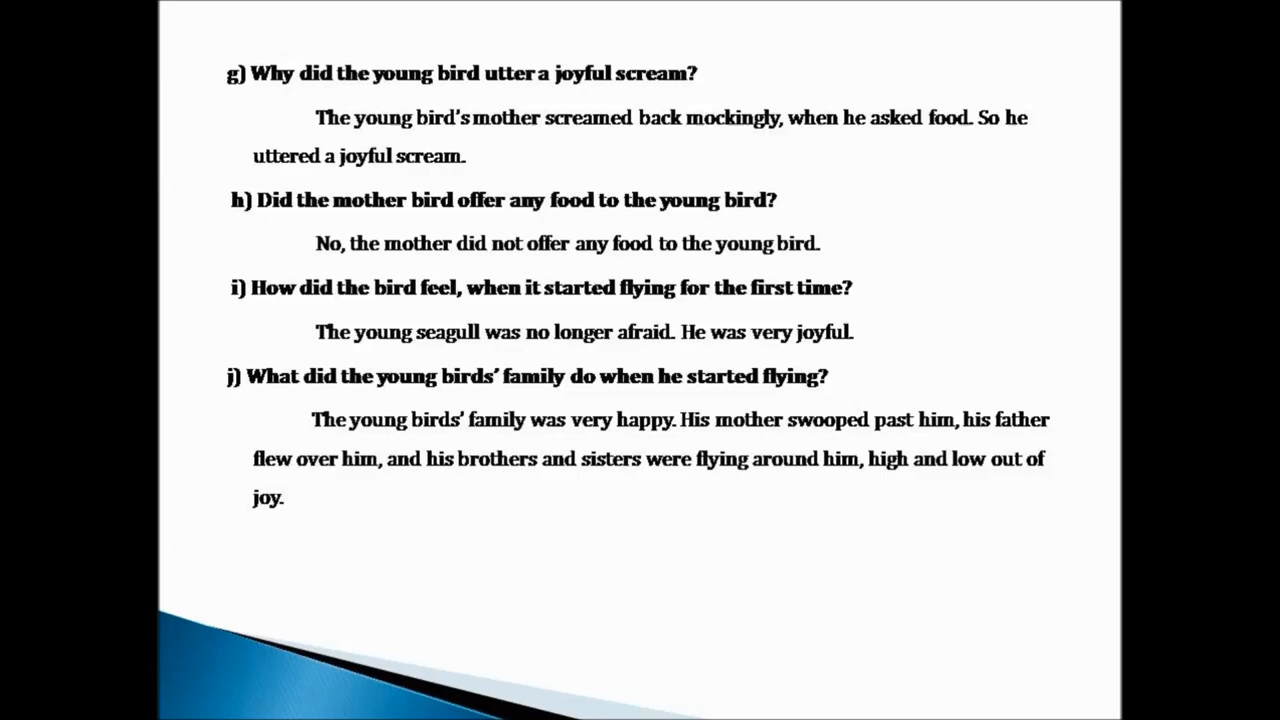 g) Why did the young bird utter a joyful scream?
The young bird's mother screamed back mockingly, when he asked food. So he
uttered a joyful scream.
h) Did the mother bird offer any food to the young bird?
No, the mother did not offer any food to the young bird.
i) How did the bird feel, when it started flying for the first time?
The young seagull was no longer afraid. He was very joyful.
j) What did the young birds' family do when he started flying?
The young birds' family was very happy. His mother swooped past him, his father
flew over him, and his brothers and sisters were flying around him, high and low out of
joy.